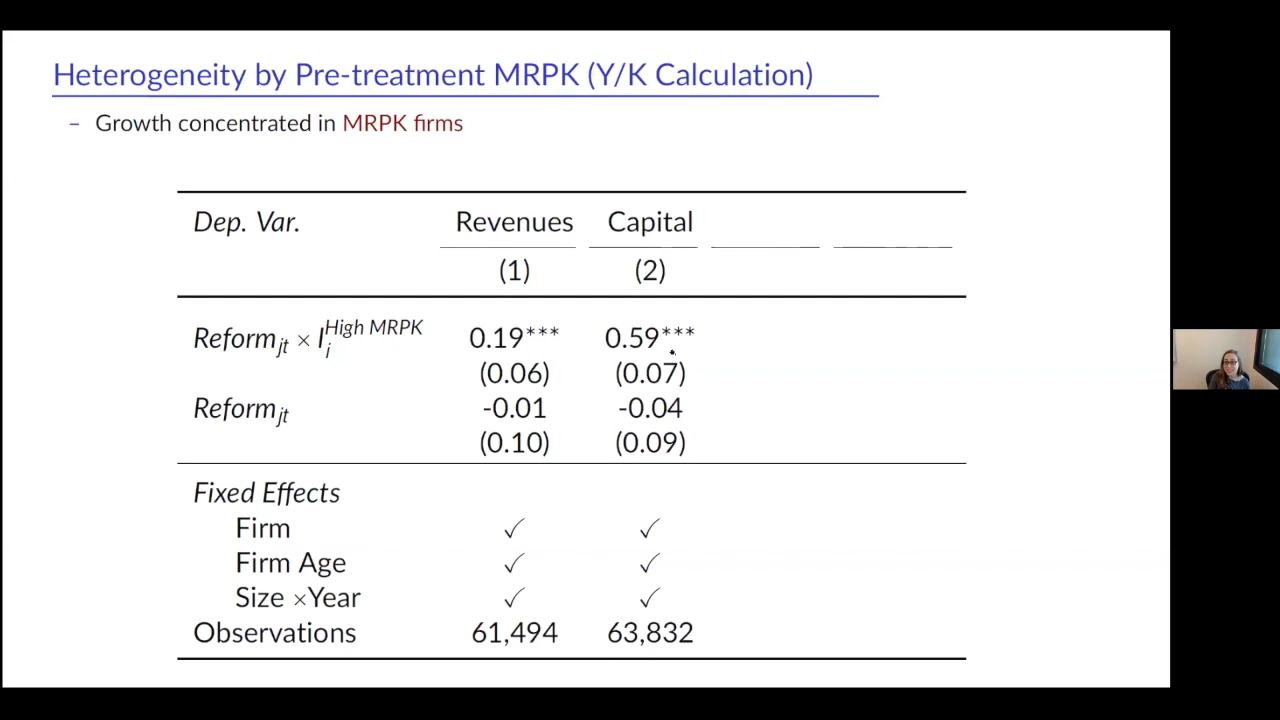 Heterogeneity by Pre-treatment MRPK (Y/K Calculation)
– Growth concentrated in MRPK firms
Dep. Var. Revenues Capital
(1) (2)
Reform_jt × I_i^High MRPK 0.19*** 0.59***
(0.06) (0.07)
Reform_jt -0.01 -0.04
(0.10) (0.09)
Fixed Effects
Firm ✓ ✓
Firm Age ✓ ✓
Size ×Year ✓ ✓
Observations 61,494 63,832